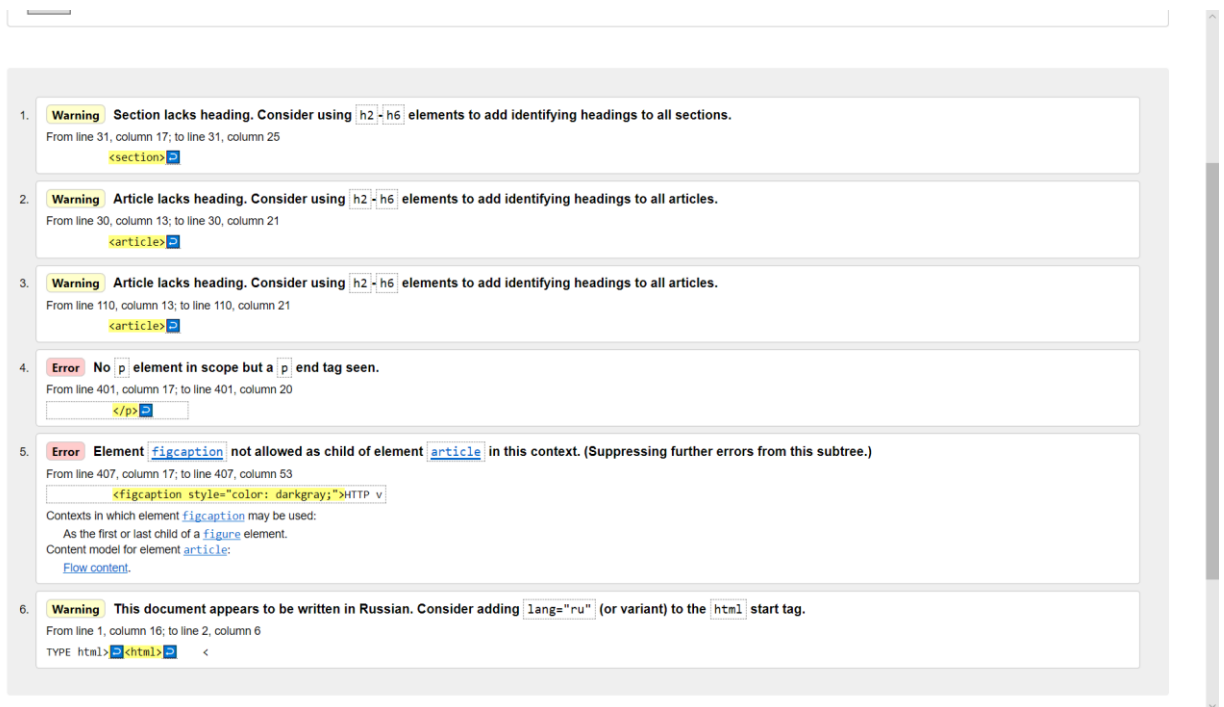 1. Warning Section lacks heading. Consider using h2-h6 elements to add identifying headings to all sections.
From line 31, column 17; to line 31, column 25
<section>
2. Warning Article lacks heading. Consider using h2-h6 elements to add identifying headings to all articles.
From line 30, column 13; to line 30, column 21
<article>
3. Warning Article lacks heading. Consider using h2-h6 elements to add identifying headings to all articles.
From line 110, column 13; to line 110, column 21
<article>
4. Error No p element in scope but a p end tag seen.
From line 401, column 17; to line 401, column 20
</p>
5. Error Element figcaption not allowed as child of element article in this context. (Suppressing further errors from this subtree.)
From line 407, column 17; to line 407, column 53
<figcaption style="color: darkgray;">HTTP v
Contexts in which element figcaption may be used:
As the first or last child of a figure element.
Content model for element article:
Flow content.
6. Warning This document appears to be written in Russian. Consider adding lang="ru" (or variant) to the html start tag.
From line 1, column 16; to line 2, column 6
TYPE html><html> <